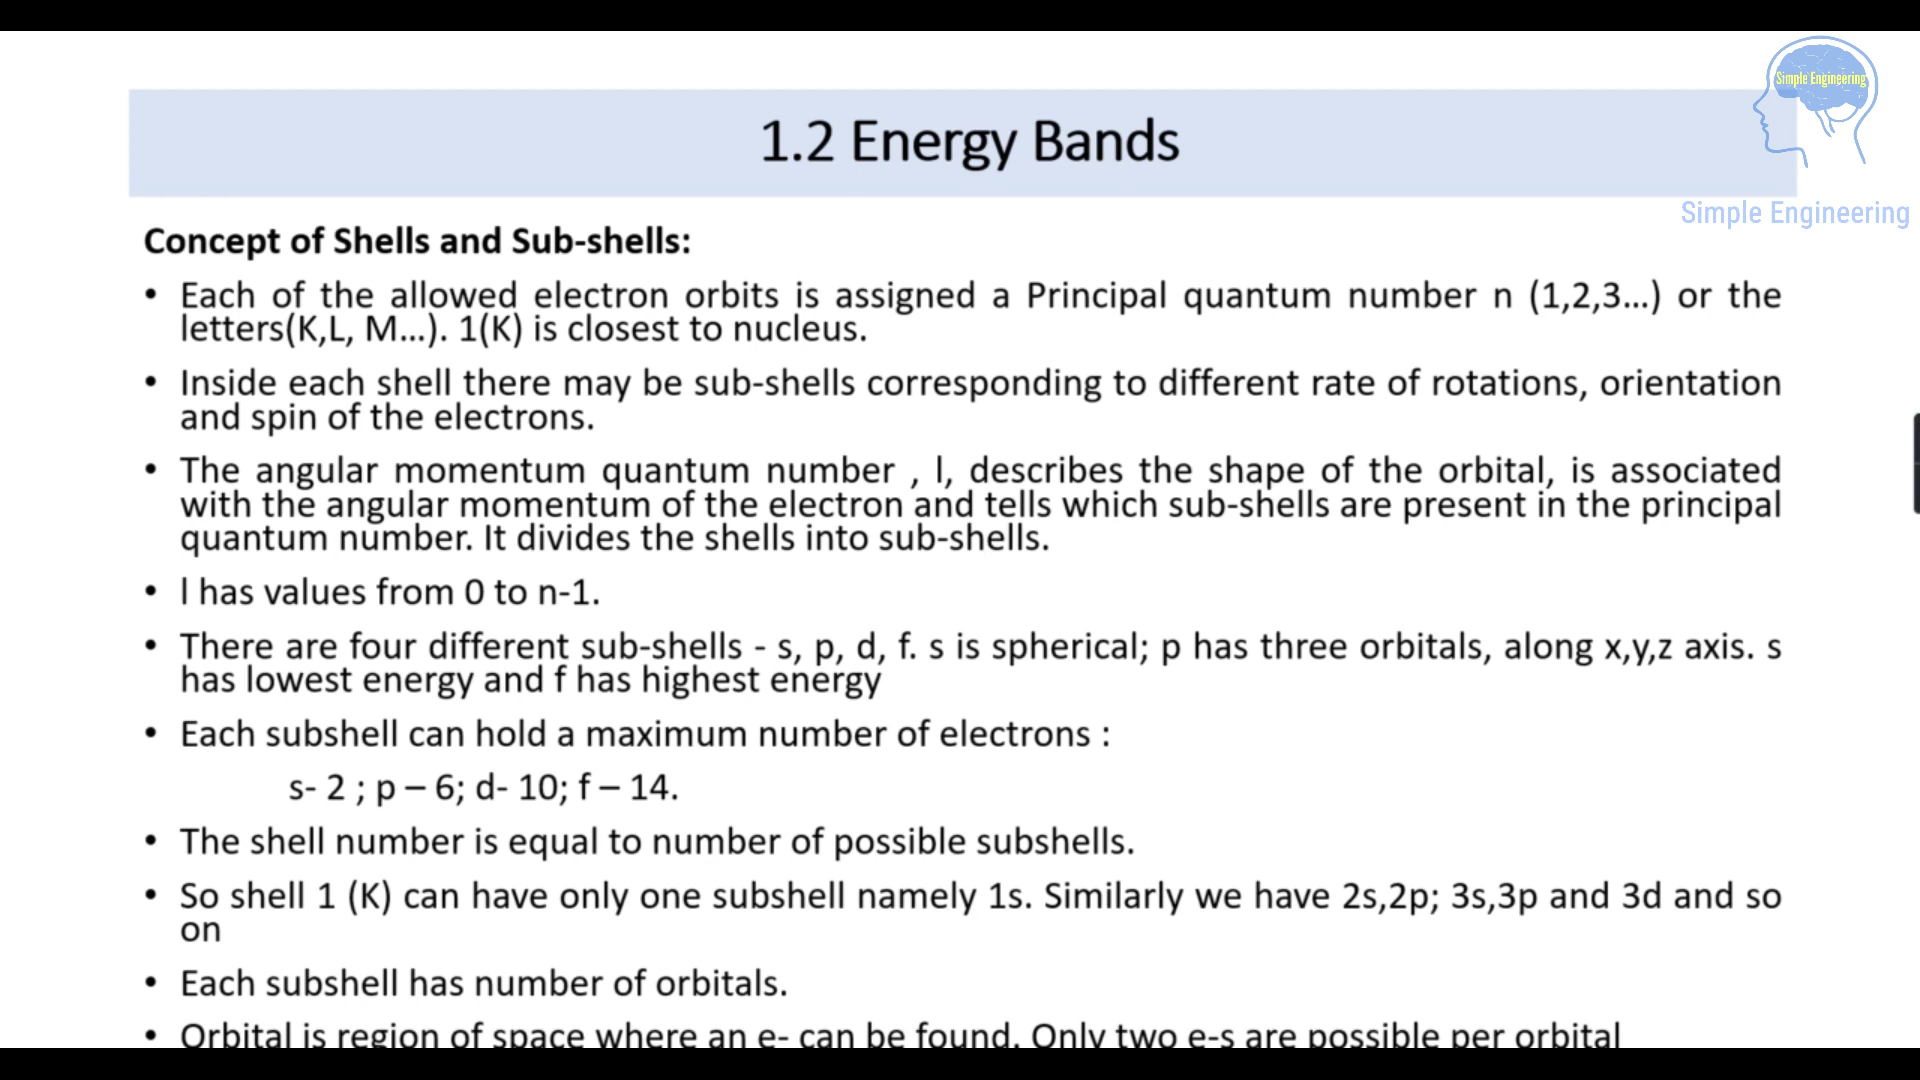 Simple Engineering
1.2 Energy Bands
Simple Engineering
Concept of Shells and Sub-shells:
• Each of the allowed electron orbits is assigned a Principal quantum number n (1,2,3...) or the
letters(K,L, M...). 1(K) is closest to nucleus.
• Inside each shell there may be sub-shells corresponding to different rate of rotations, orientation
and spin of the electrons.
• The angular momentum quantum number , l, describes the shape of the orbital, is associated
with the angular momentum of the electron and tells which sub-shells are present in the principal
quantum number. It divides the shells into sub-shells.
• l has values from 0 to n-1.
• There are four different sub-shells - s, p, d, f. s is spherical; p has three orbitals, along x,y,z axis. s
has lowest energy and f has highest energy
• Each subshell can hold a maximum number of electrons :
s- 2 ; p – 6; d- 10; f – 14.
• The shell number is equal to number of possible subshells.
• So shell 1 (K) can have only one subshell namely 1s. Similarly we have 2s,2p; 3s,3p and 3d and so
on
• Each subshell has number of orbitals.
• Orbital is region of space where an e- can be found. Only two e-s are possible per orbital